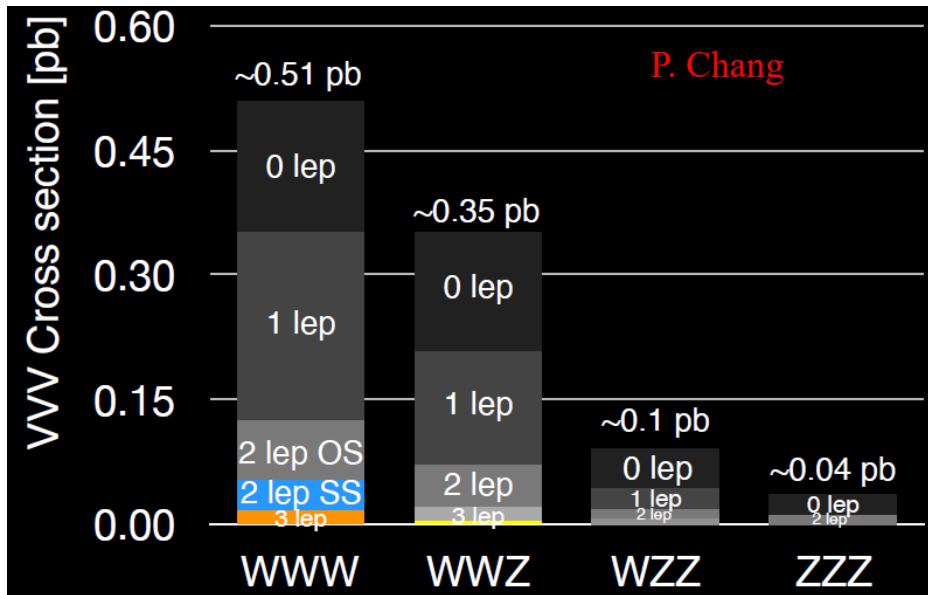 VVV Cross section [pb]
0.60
0.45
0.30
0.15
0.00
P. Chang
~0.51 pb
0 lep
1 lep
2 lep OS
2 lep SS
3 lep
~0.35 pb
0 lep
1 lep
2 lep
3 lep
~0.1 pb
0 lep
1 lep
2 lep
~0.04 pb
0 lep
2 lep
WWW
WWZ
WZZ
ZZZ